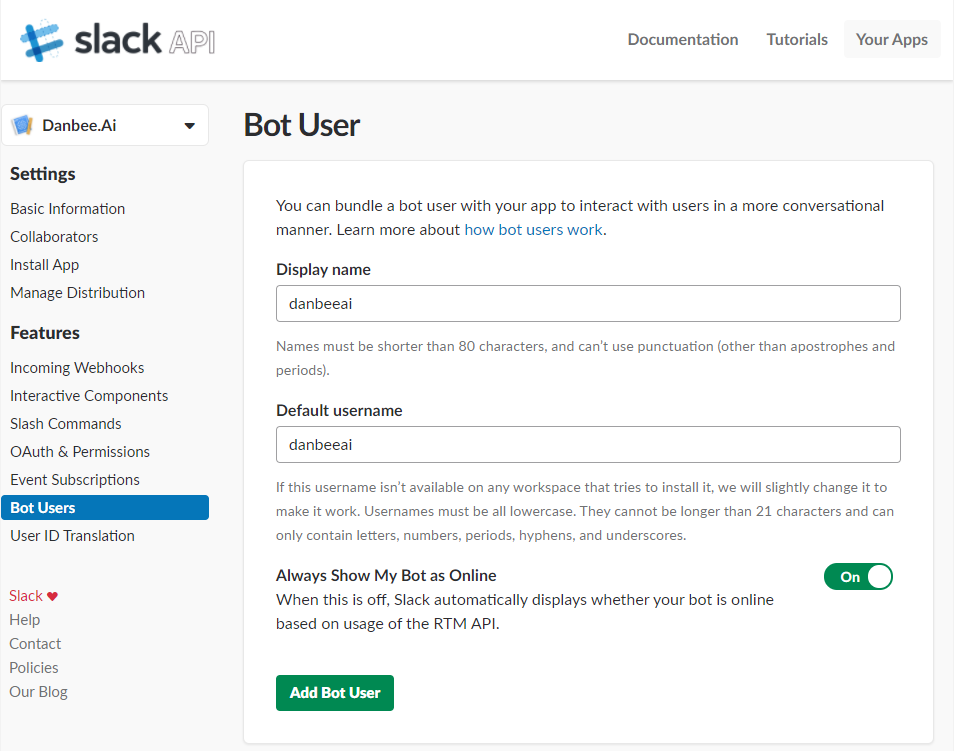 slack API
Documentation
Tutorials
Your Apps
Danbee.Ai
Settings
Basic Information
Collaborators
Install App
Manage Distribution
Features
Incoming Webhooks
Interactive Components
Slash Commands
OAuth & Permissions
Event Subscriptions
Bot Users
User ID Translation
Slack ♥
Help
Contact
Policies
Our Blog
Bot User
You can bundle a bot user with your app to interact with users in a more conversational
manner. Learn more about how bot users work.
Display name
danbeeai
Names must be shorter than 80 characters, and can’t use punctuation (other than apostrophes and
periods).
Default username
danbeeai
If this username isn’t available on any workspace that tries to install it, we will slightly change it to
make it work. Usernames must be all lowercase. They cannot be longer than 21 characters and can
only contain letters, numbers, periods, hyphens, and underscores.
Always Show My Bot as Online
On
When this is off, Slack automatically displays whether your bot is online
based on usage of the RTM API.
Add Bot User